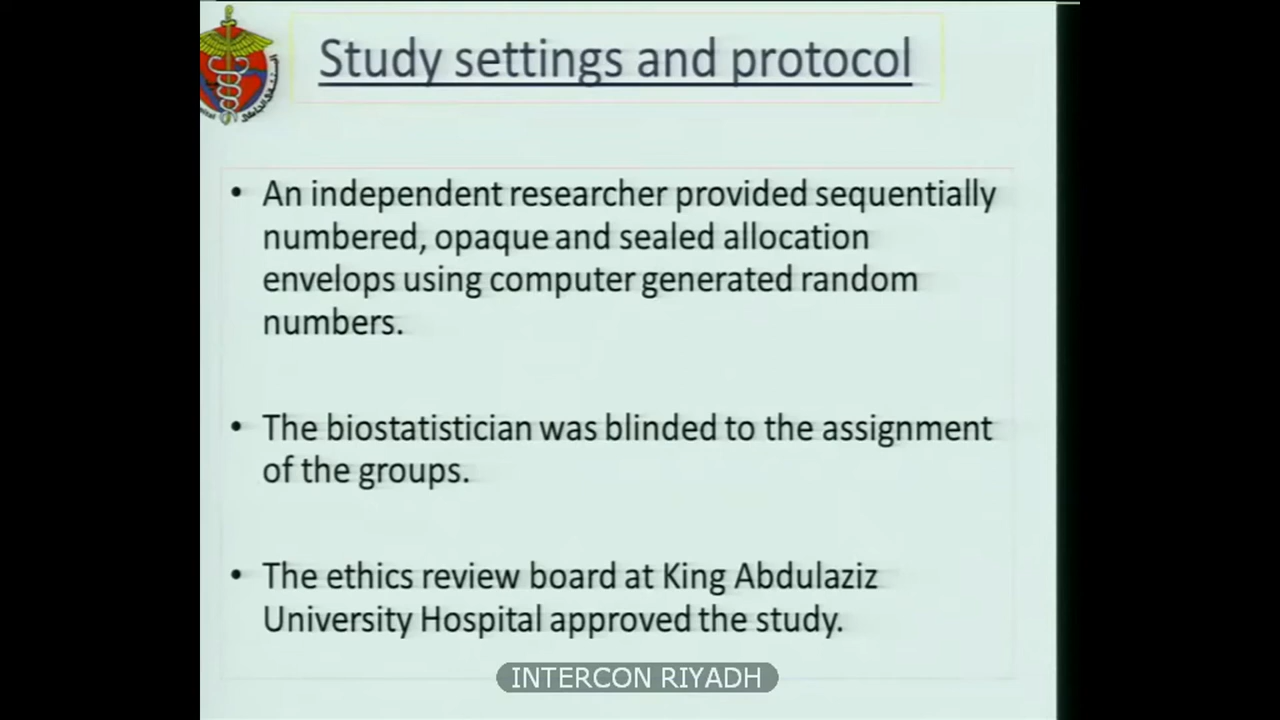 Study settings and protocol
• An independent researcher provided sequentially
numbered, opaque and sealed allocation
envelops using computer generated random
numbers.
• The biostatistician was blinded to the assignment
of the groups.
• The ethics review board at King Abdulaziz
University Hospital approved the study.
INTERCON RIYADH